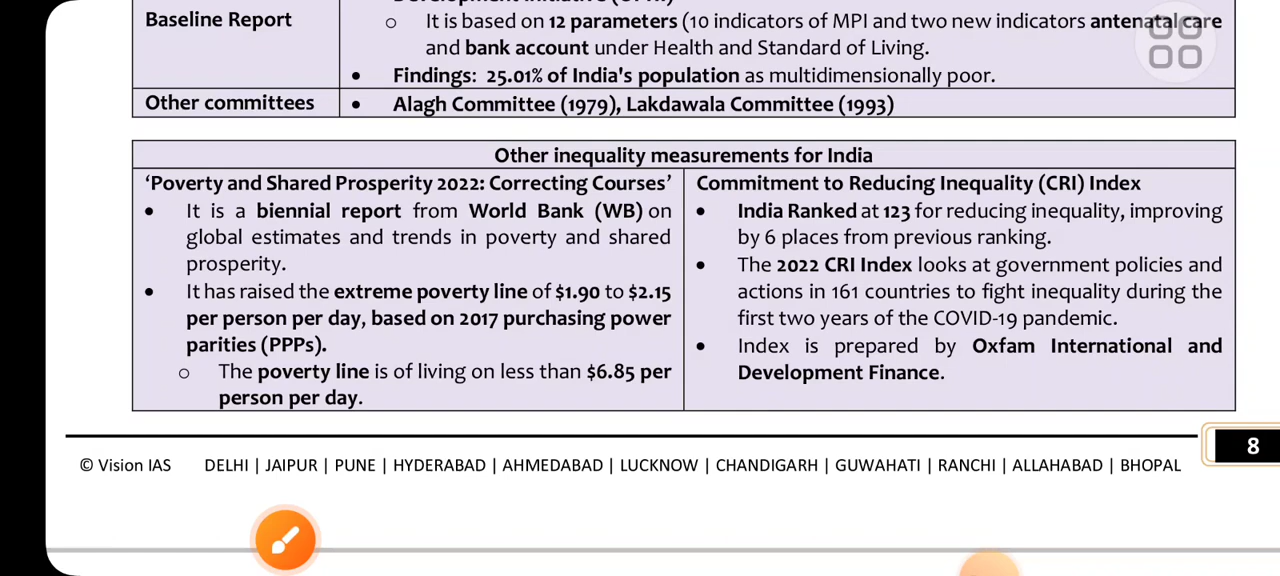 Baseline Report
It is based on 12 parameters (10 indicators of MPI and two new indicators antenatal care
and bank account under Health and Standard of Living.
Findings: 25.01% of India's population as multidimensionally poor.
Other committees
Alagh Committee (1979), Lakdawala Committee (1993)
Other inequality measurements for India
‘Poverty and Shared Prosperity 2022: Correcting Courses’
It is a biennial report from World Bank (WB) on
global estimates and trends in poverty and shared
prosperity.
It has raised the extreme poverty line of $1.90 to $2.15
per person per day, based on 2017 purchasing power
parities (PPPs).
The poverty line is of living on less than $6.85 per
person per day.
Commitment to Reducing Inequality (CRI) Index
India Ranked at 123 for reducing inequality, improving
by 6 places from previous ranking.
The 2022 CRI Index looks at government policies and
actions in 161 countries to fight inequality during the
first two years of the COVID-19 pandemic.
Index is prepared by Oxfam International and
Development Finance.
© Vision IAS
DELHI | JAIPUR | PUNE | HYDERABAD | AHMEDABAD | LUCKNOW | CHANDIGARH | GUWAHATI | RANCHI | ALLAHABAD | BHOPAL
8